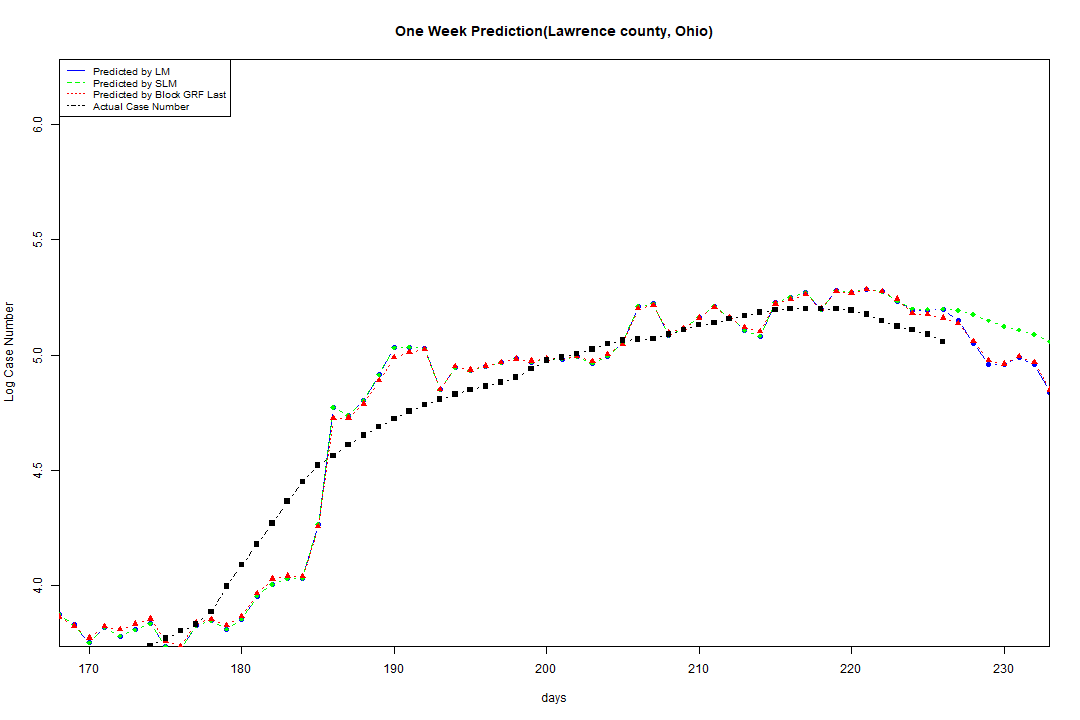 One Week Prediction(Lawrence county, Ohio)
Predicted by LM
Predicted by SLM
Predicted by Block GRF Last
Actual Case Number
6.0
5.5
5.0
4.5
4.0
Log Case Number
170 180 190 200 210 220 230
days